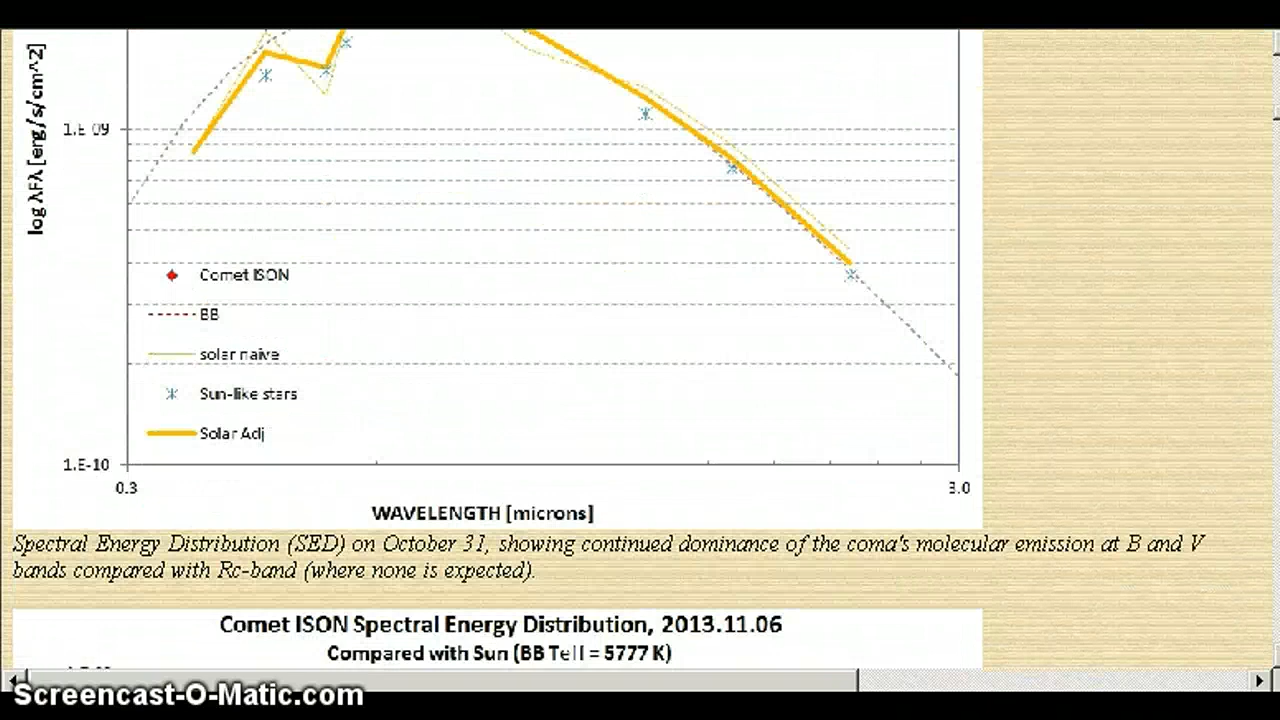 log λFλ [erg/s/cm^2]
1.E-09
Comet ISON
BB
solar naive
Sun-like stars
Solar Adj
1.E-10
0.3
3.0
WAVELENGTH [microns]
Spectral Energy Distribution (SED) on October 31, showing continued dominance of the coma's molecular emission at B and V
bands compared with Rc-band (where none is expected).
Comet ISON Spectral Energy Distribution, 2013.11.06
Compared with Sun (BB Teff = 5777 K)
Screencast-O-Matic.com